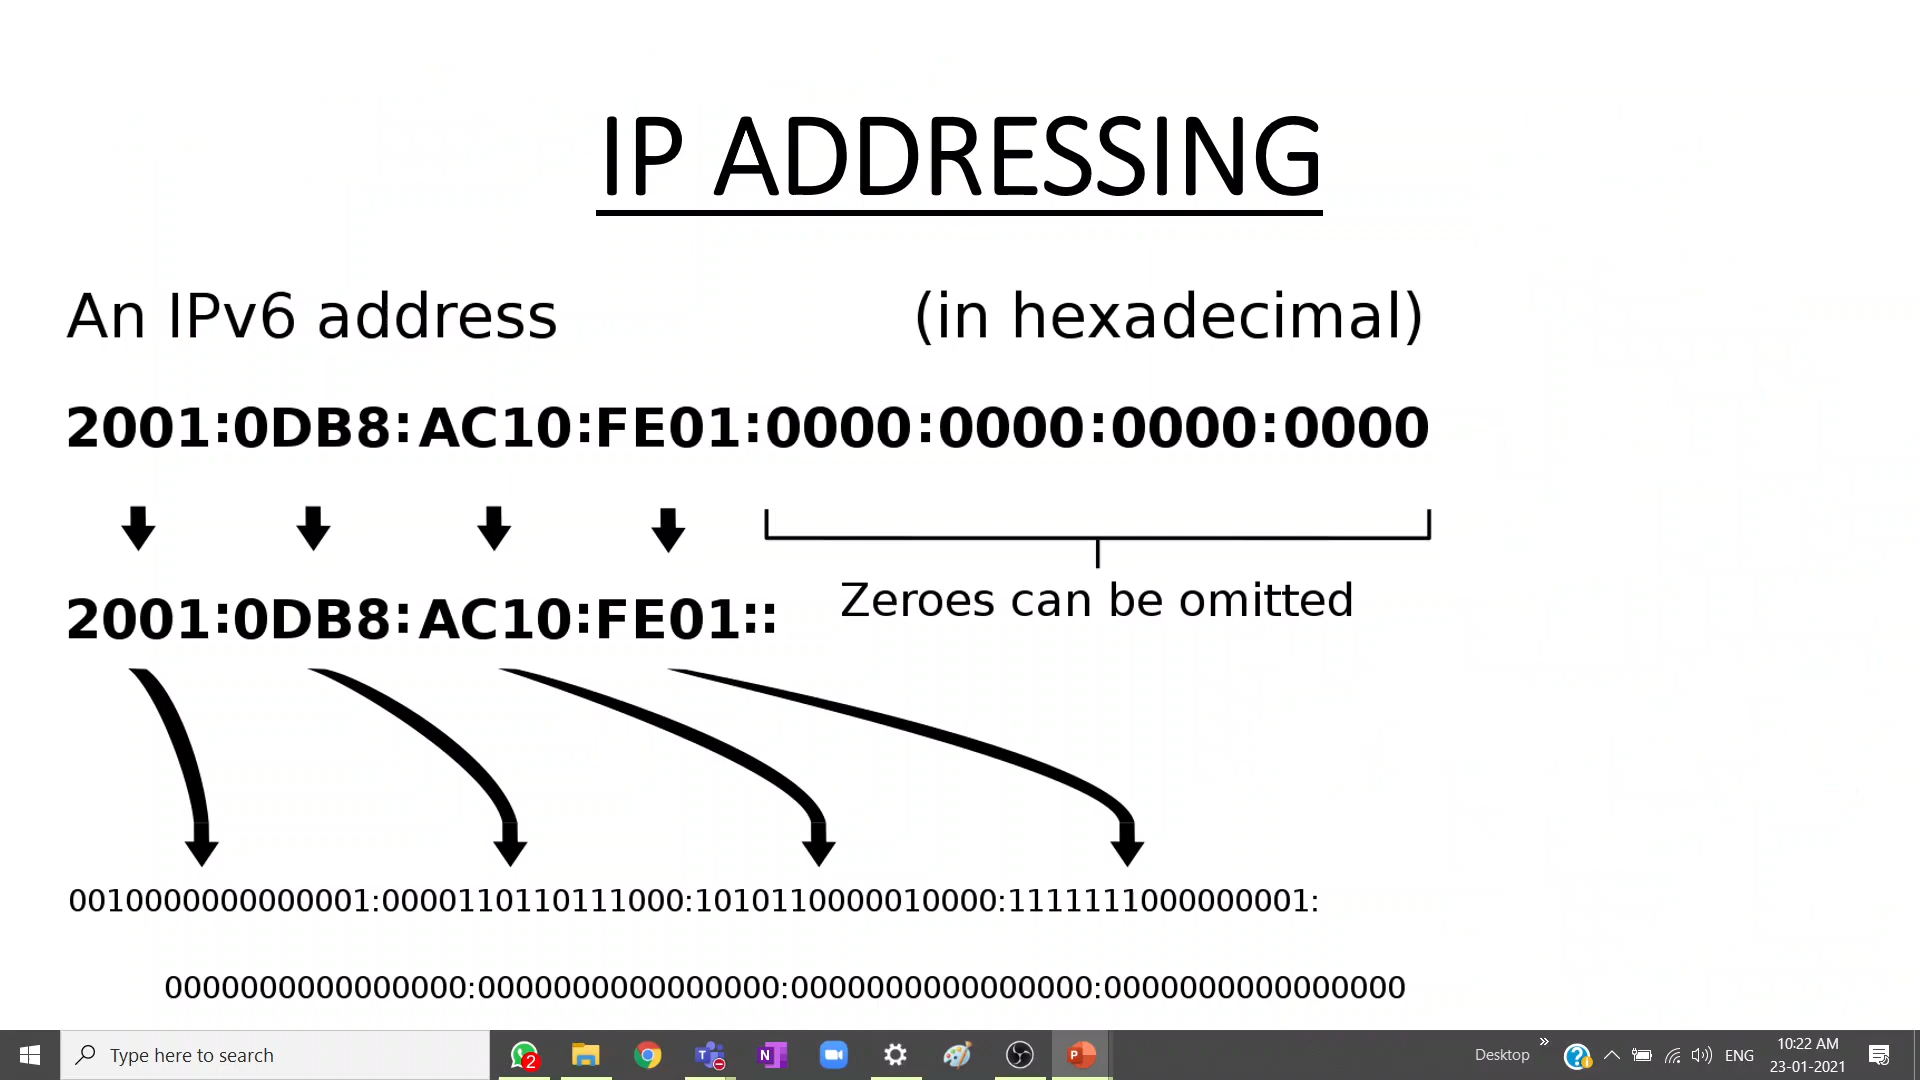 IP ADDRESSING
An IPv6 address (in hexadecimal)
2001:0DB8:AC10:FE01:0000:0000:0000:0000
2001:0DB8:AC10:FE01::
Zeroes can be omitted
0010000000000001:0000110110111000:1010110000010000:1111111000000001:
0000000000000000:0000000000000000:0000000000000000:0000000000000000
Type here to search
2
T
N
P
Desktop
»
?
ENG
10:22 AM
23-01-2021